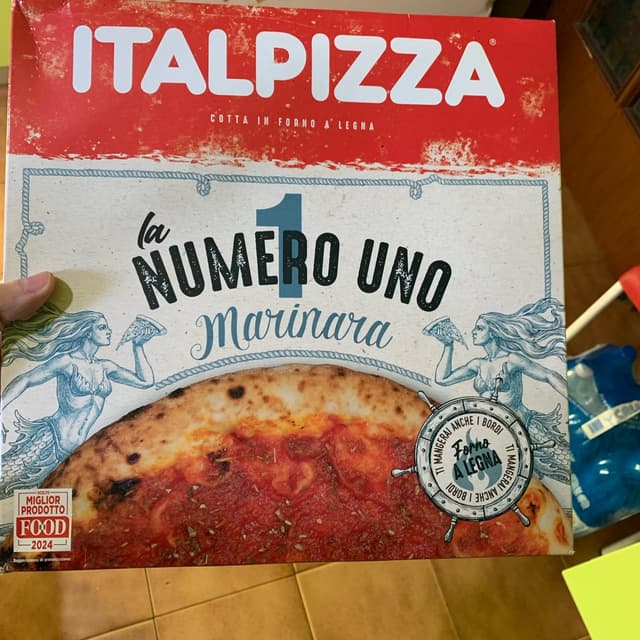 ITALPIZZA®
COTTA IN FORNO A LEGNA
la
1
NUMERO UNO
Marinara
TI MANGERAI ANCHE I BORDI
TI MANGERAI ANCHE I BORDI
Forno
A LEGNA
MIGLIOR
PRODOTTO
FOOD
2024